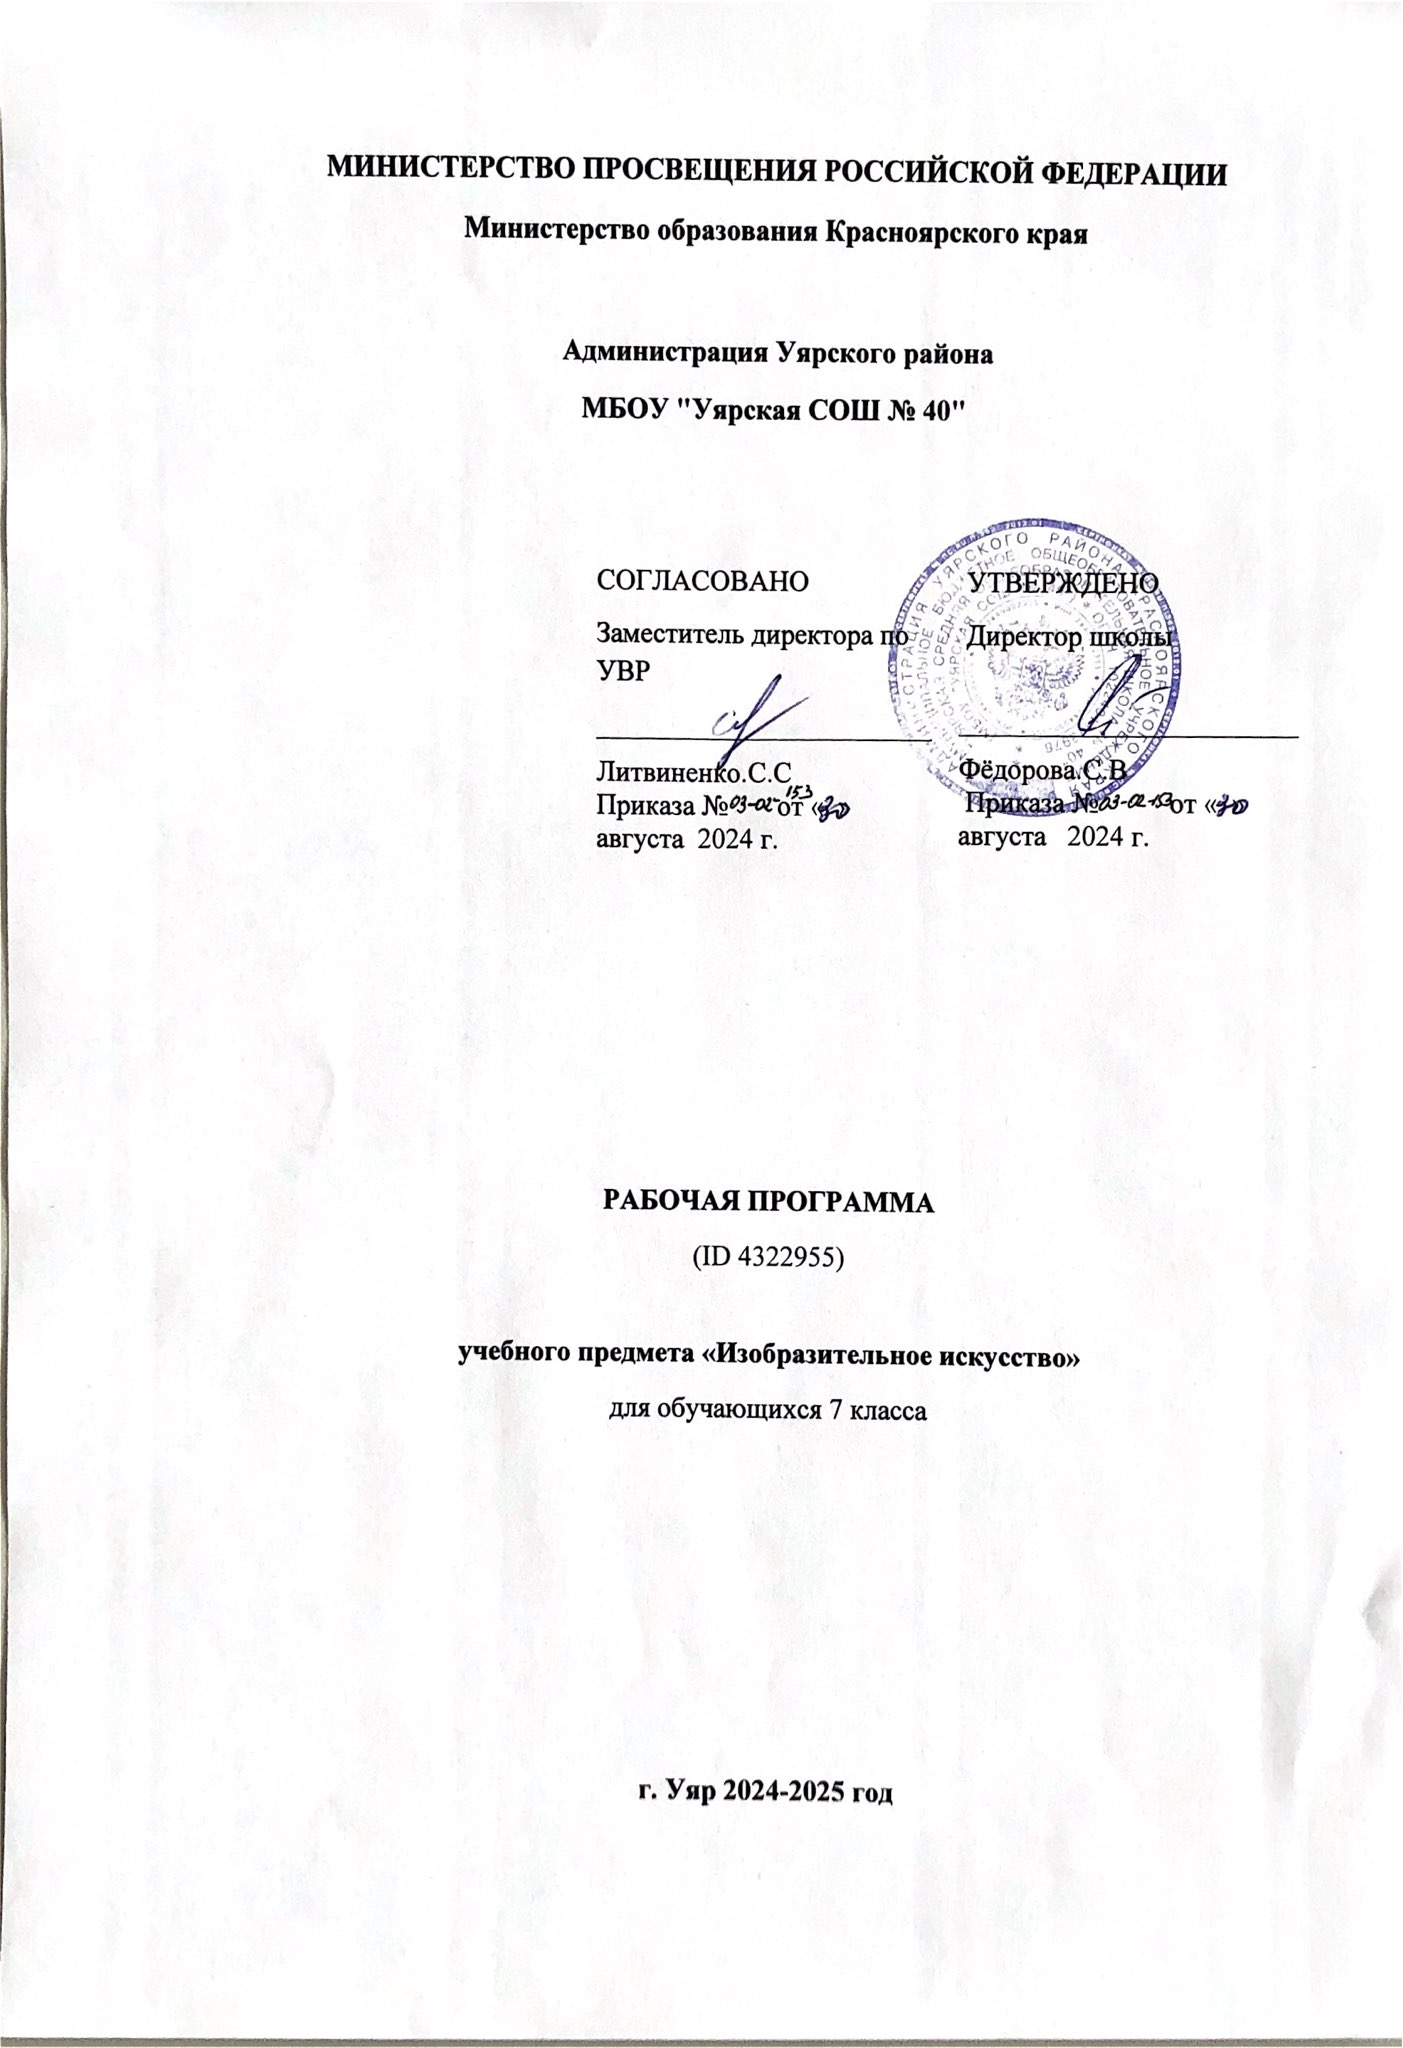 МИНИСТЕРСТВО ПРОСВЕЩЕНИЯ РОССИЙСКОЙ ФЕДЕРАЦИИ
Министерство образования Красноярского края
Администрация Уярского района
МБОУ "Уярская СОШ № 40"
СОГЛАСОВАНО
Заместитель директора по
УВР
Литвиненко.С.С
Приказа №03-02-153 от «30»
августа 2024 г.
УТВЕРЖДЕНО
Директор школы
Фёдорова.С.В
Приказа №03-02-153 от «30
августа 2024 г.
РАБОЧАЯ ПРОГРАММА
(ID 4322955)
учебного предмета «Изобразительное искусство»
для обучающихся 7 класса
г. Уяр 2024-2025 год